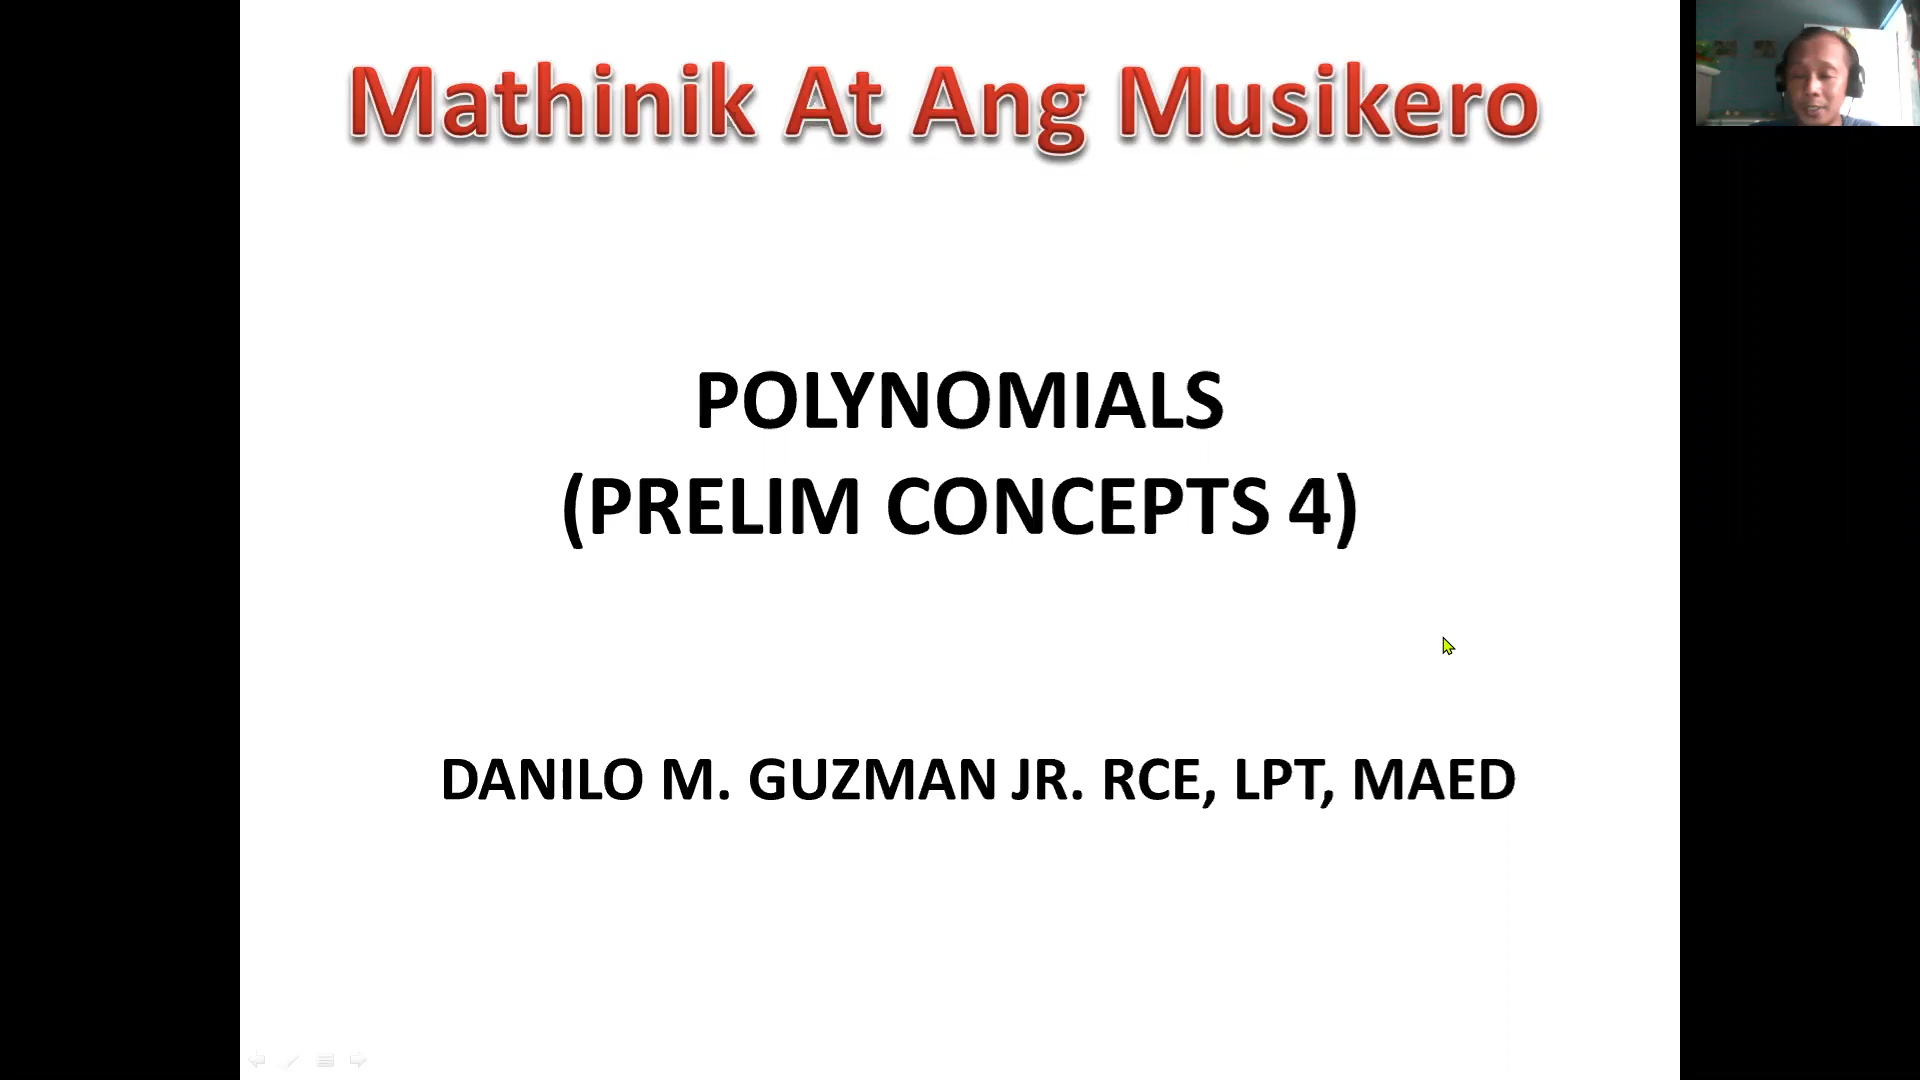 Mathinik At Ang Musikero
POLYNOMIALS
(PRELIM CONCEPTS 4)
DANILO M. GUZMAN JR. RCE, LPT, MAED